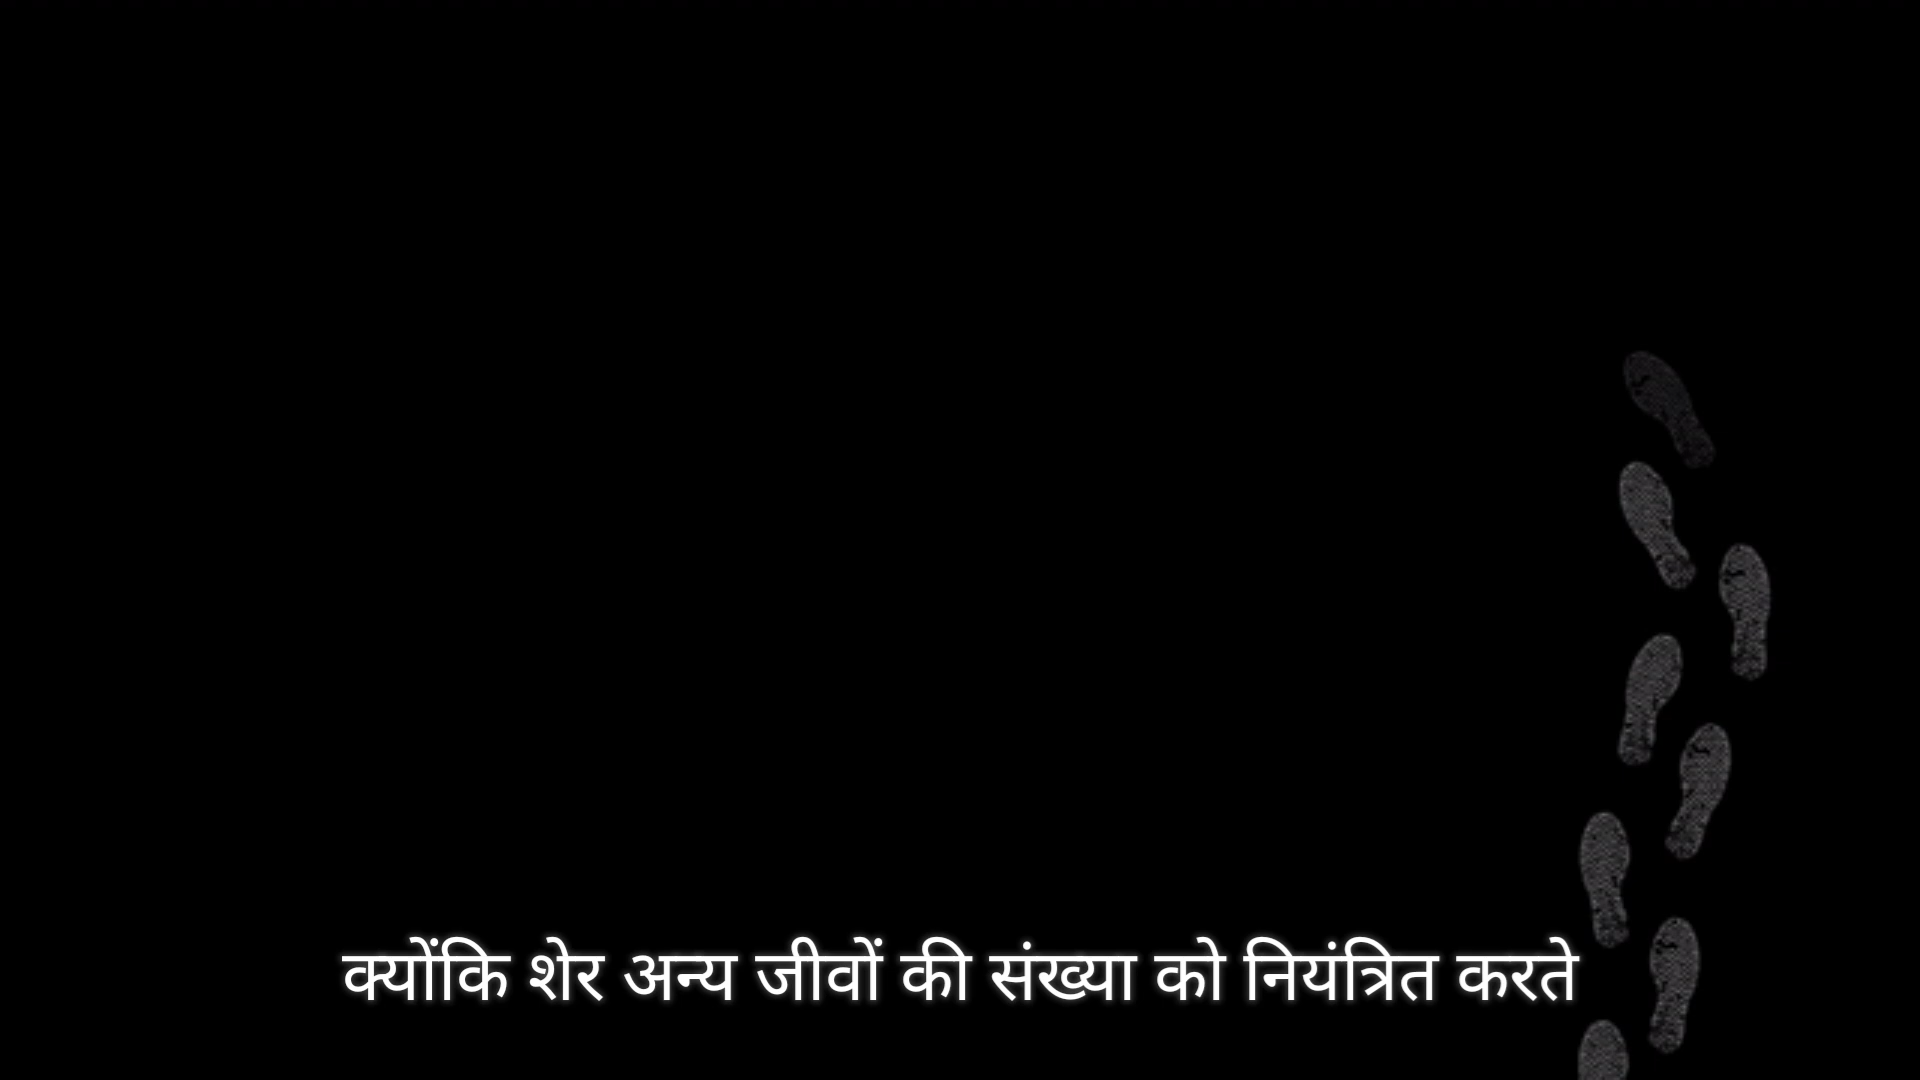 क्योंकि शेर अन्य जीवों की संख्या को नियंत्रित करते